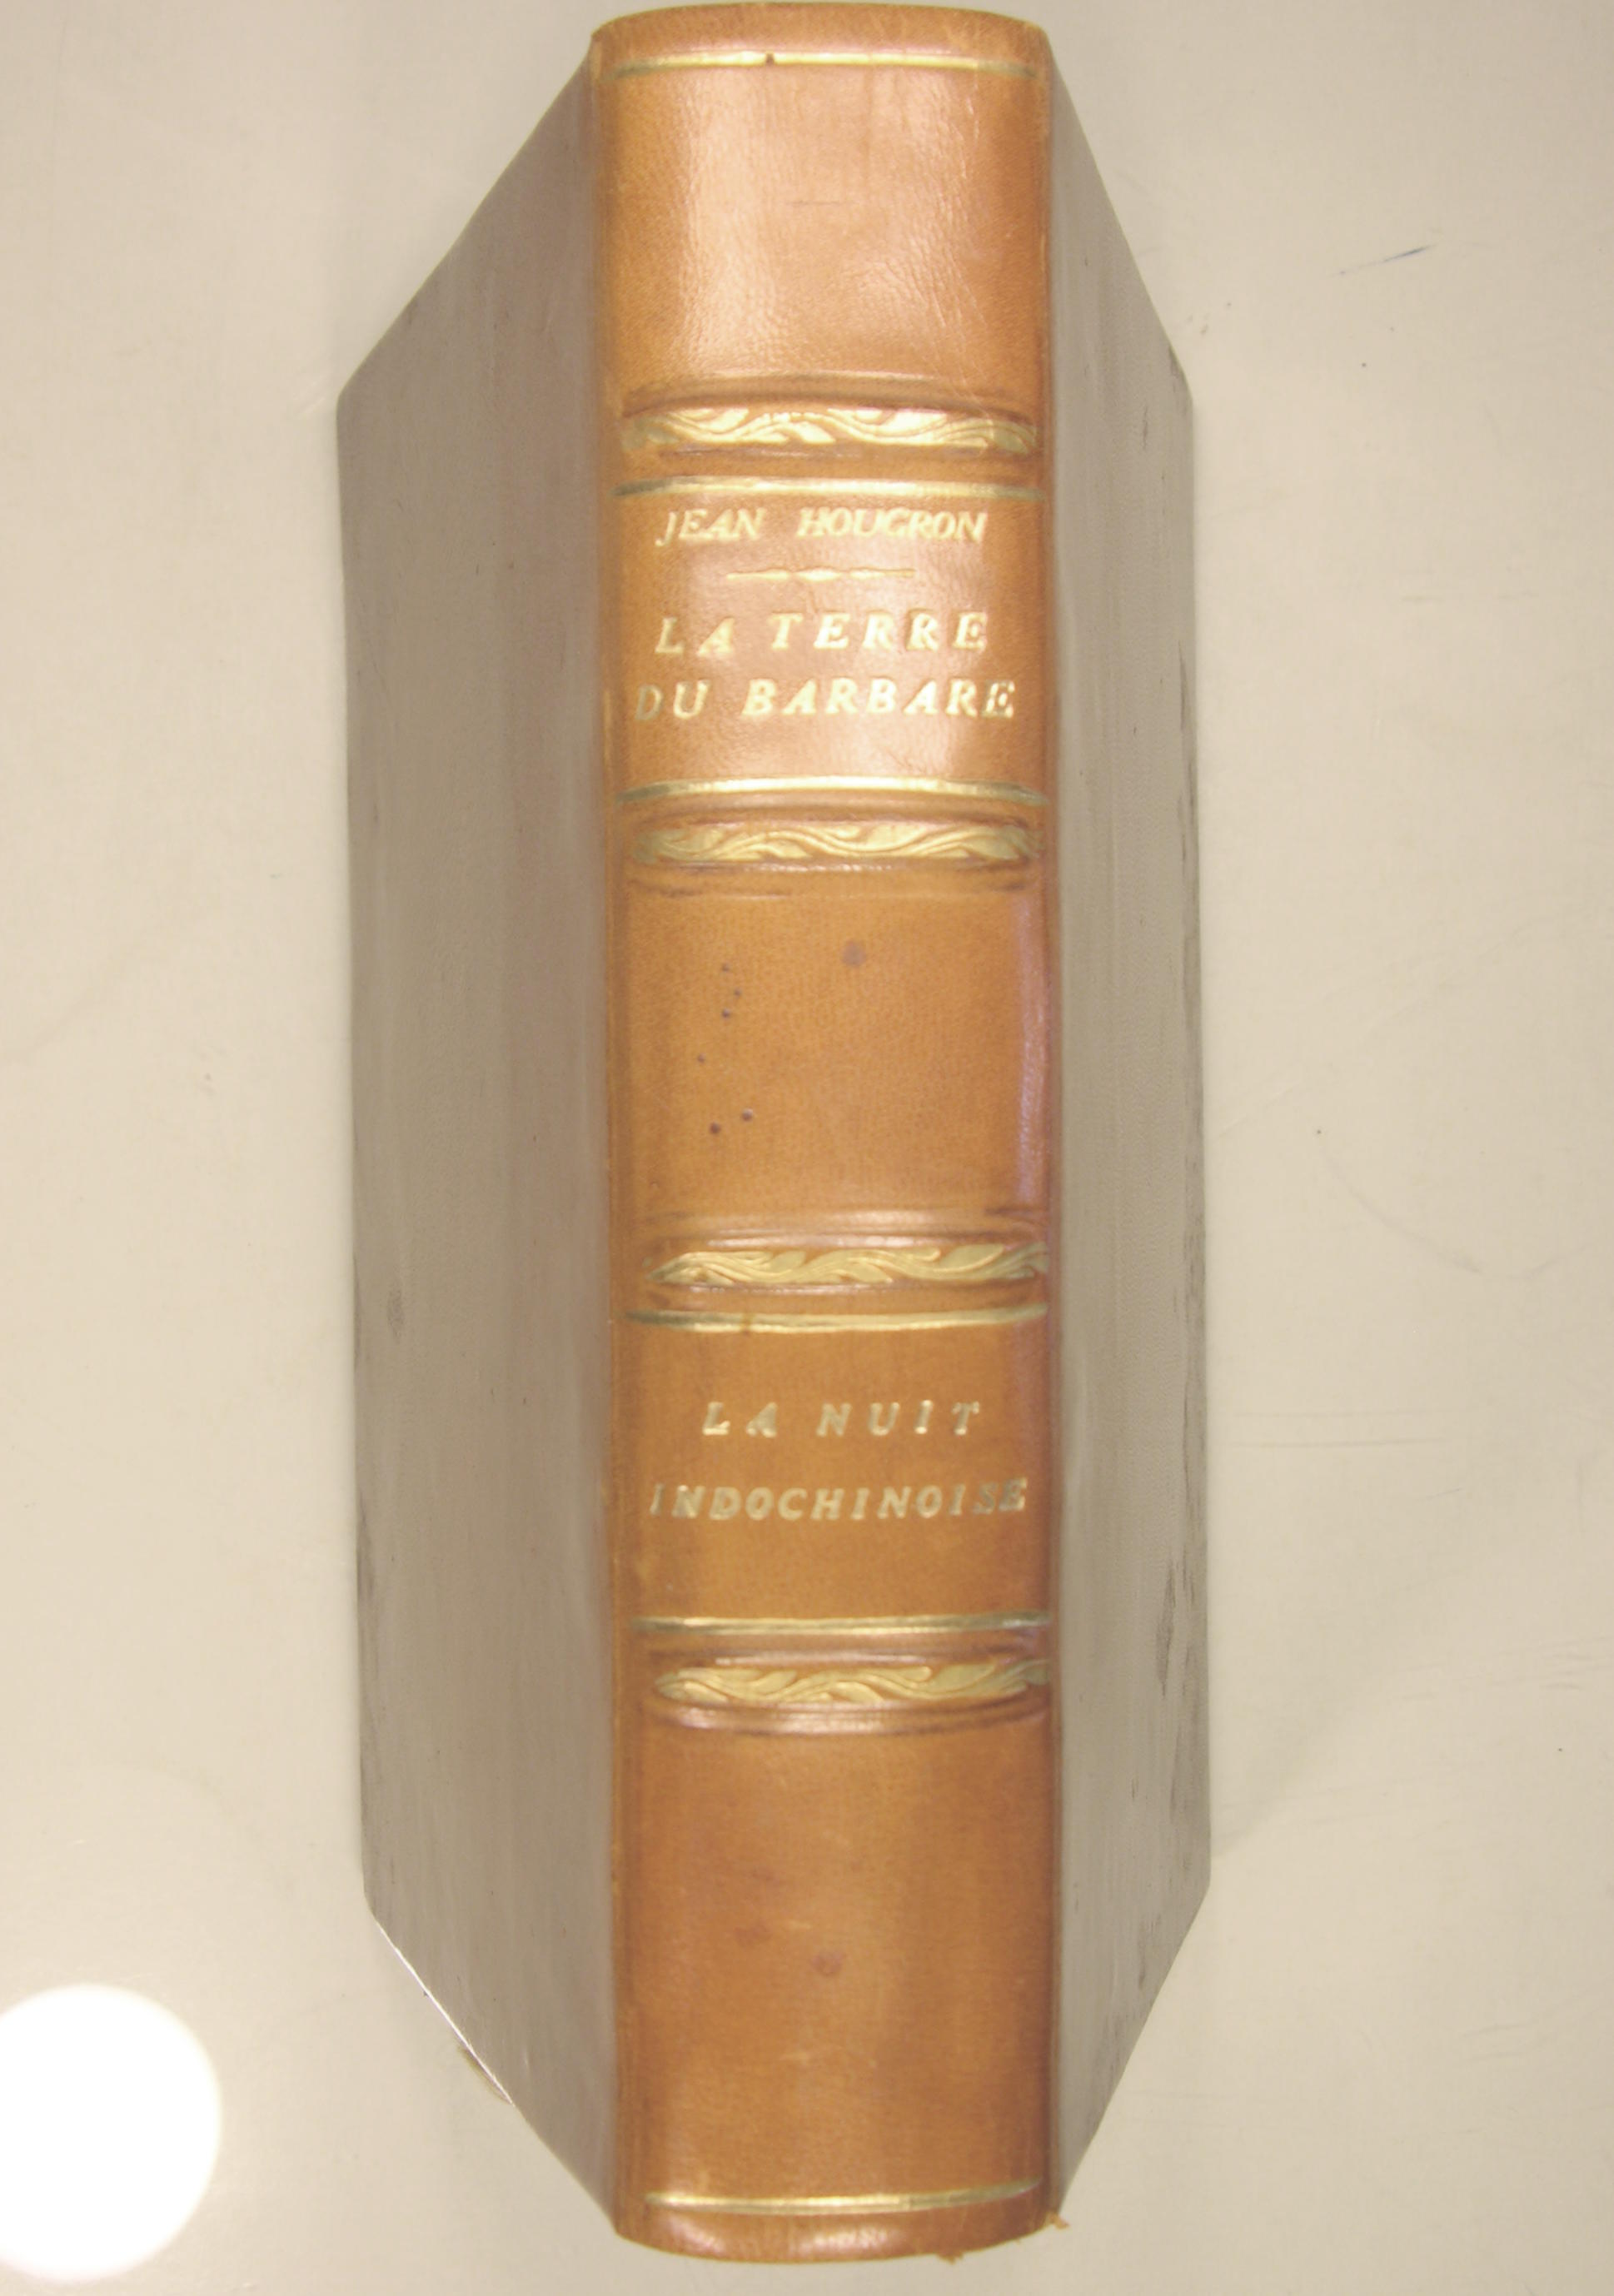 JEAN HOUGRON
LA TERRE
DU BARBARE
LA NUIT
INDOCHINOISE